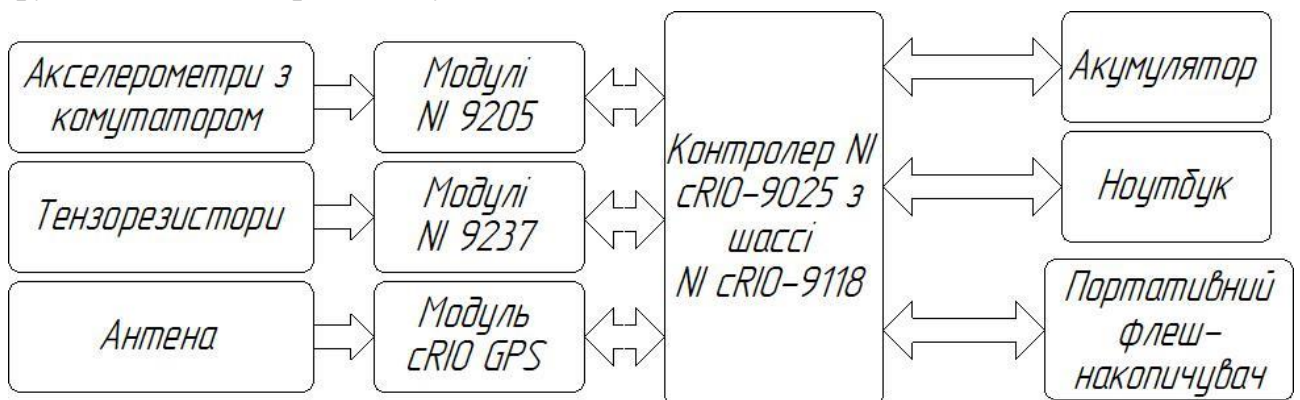 Акселерометри з
комутатором
Модулі
NI 9205
Тензорезистори
Модулі
NI 9237
Антена
Модуль
cRIO GPS
Контролер NI
cRIO-9025 з
шассі
NI cRIO-9118
Акумулятор
Ноутбук
Портативний
флеш-
накопичувач